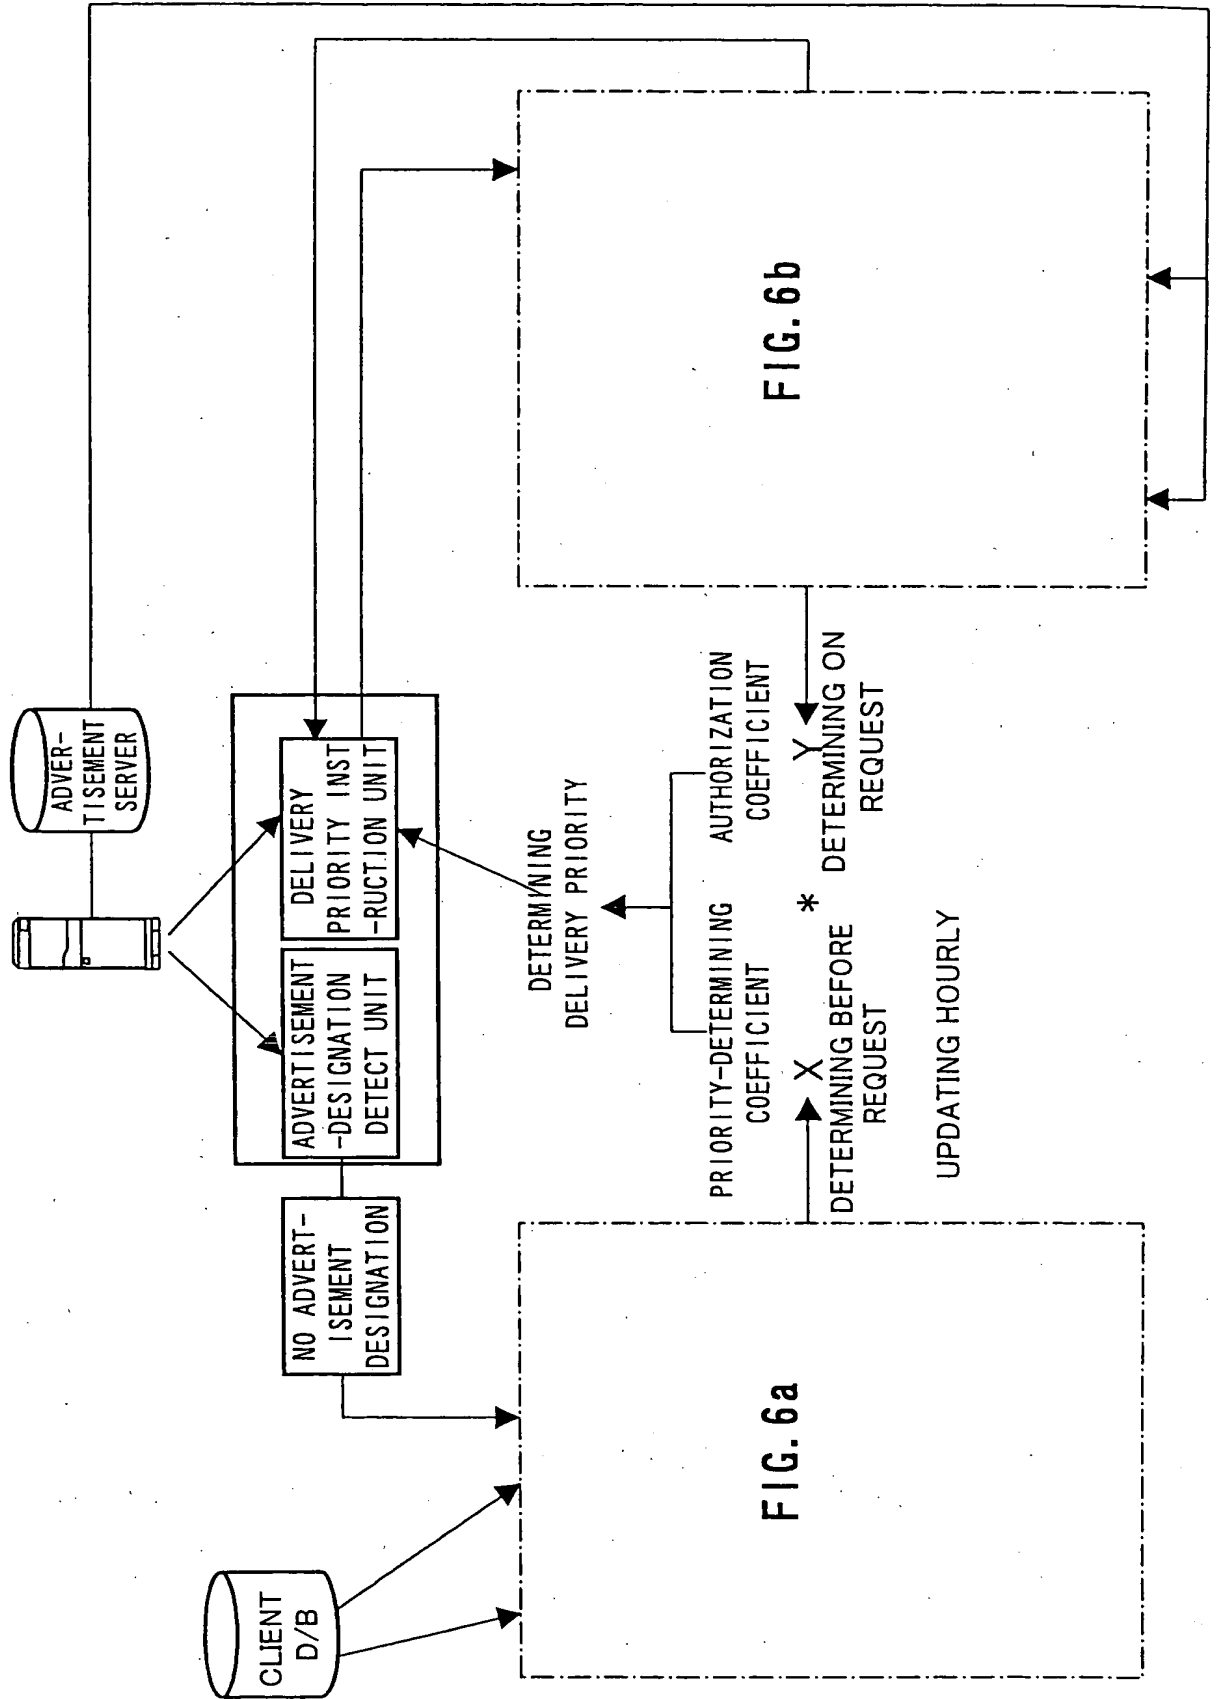 ADVER-
TISEMENT
SERVER
CLIENT
D/B
NO ADVERT-
ISEMENT
DESIGNATION
ADVERTISEMENT
-DESIGNATION
DETECT UNIT
DELIVERY
PRIORITY INST
-RUCTION UNIT
DETERMINING
DELIVERY PRIORITY
PRIORITY-DETERMINING
COEFFICIENT
AUTHORIZATION
COEFFICIENT
X * Y
DETERMINING BEFORE
REQUEST
DETERMINING ON
REQUEST
UPDATING HOURLY
FIG. 6a
FIG. 6b